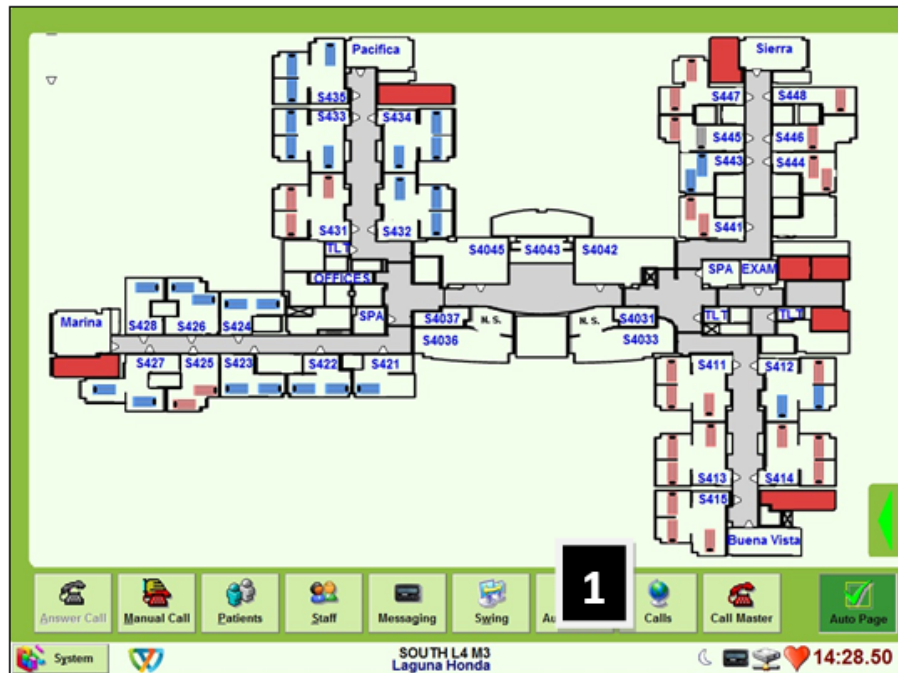 Pacifica
Sierra
S435
S433
S434
S431
S432
TLT
OFFICES
SPA
S447
S448
S445
S446
S443
S444
S441
S4045
S4043
S4042
SPA
EXAM
Marina
S428
S426
S424
S4037
N. S.
N. S.
S4031
TLT
TLT
S4036
S4033
S427
S425
S423
S422
S421
S411
S412
S413
S414
S415
Buena Vista
1
Answer Call
Manual Call
Patients
Staff
Messaging
Swing
Calls
Call Master
Auto Page
System
SOUTH L4 M3
Laguna Honda
14:28.50